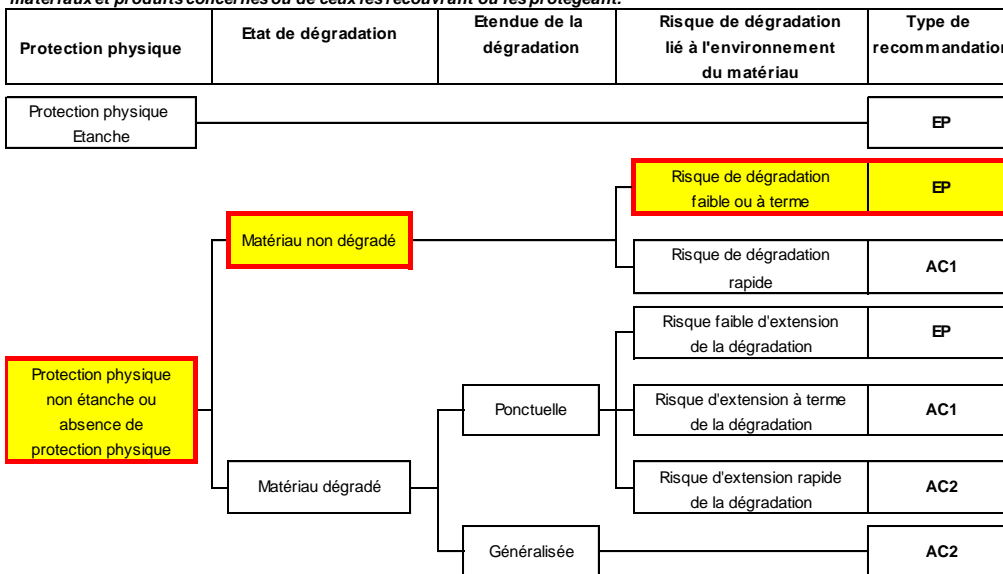 matériaux et produits concernés ou de ceux les recouvrant ou les protégeant.
Protection physique
Etat de dégradation
Etendue de la
dégradation
Risque de dégradation
lié à l'environnement
du matériau
Type de
recommandation
Protection physique
Etanche
EP
Risque de dégradation
faible ou à terme
EP
Matériau non dégradé
Risque de dégradation
rapide
AC1
Risque faible d'extension
de la dégradation
EP
Protection physique
non étanche ou
absence de
protection physique
Ponctuelle
Risque d'extension à terme
de la dégradation
AC1
Matériau dégradé
Risque d'extension rapide
de la dégradation
AC2
Généralisée
AC2